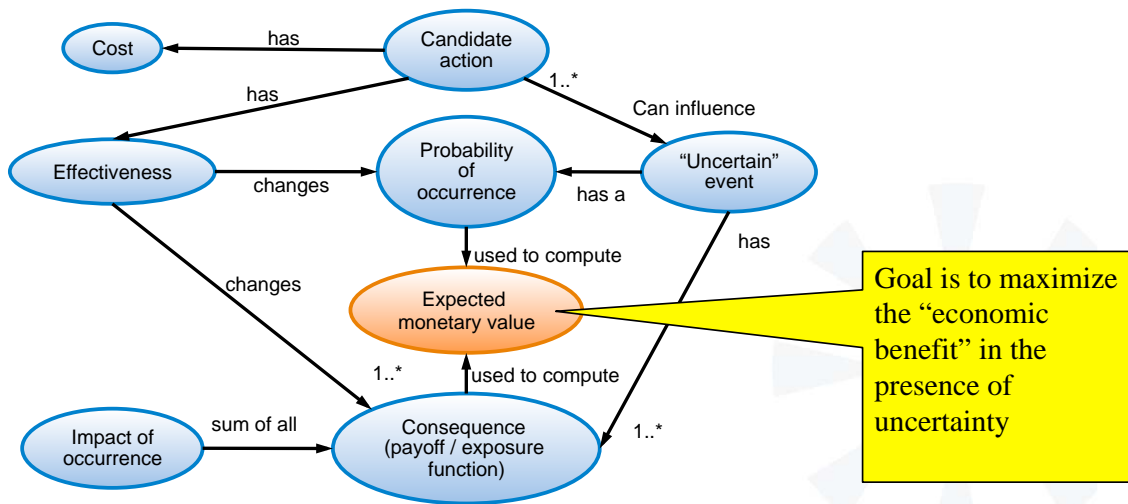 has
Cost
Candidate
action
1..*
has
Can influence
Effectiveness
changes
Probability
of
occurrence
has a
“Uncertain”
event
used to compute
has
changes
Expected
monetary value
Goal is to maximize
the “economic
benefit” in the
presence of
uncertainty
1..*
used to compute
Impact of
occurrence
sum of all
Consequence
(payoff / exposure
function)
1..*